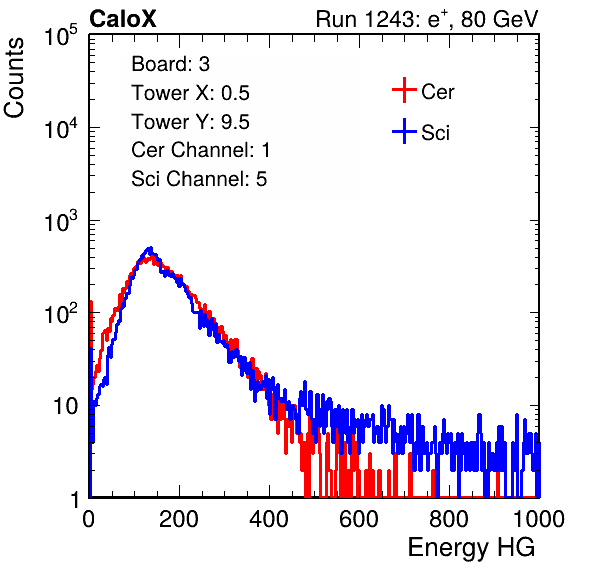 CaloX Run 1243: e⁺, 80 GeV
Counts
Board: 3
Tower X: 0.5
Tower Y: 9.5
Cer Channel: 1
Sci Channel: 5
Cer
Sci
10⁵
10⁴
10³
10²
10
1
0 200 400 600 800 1000
Energy HG